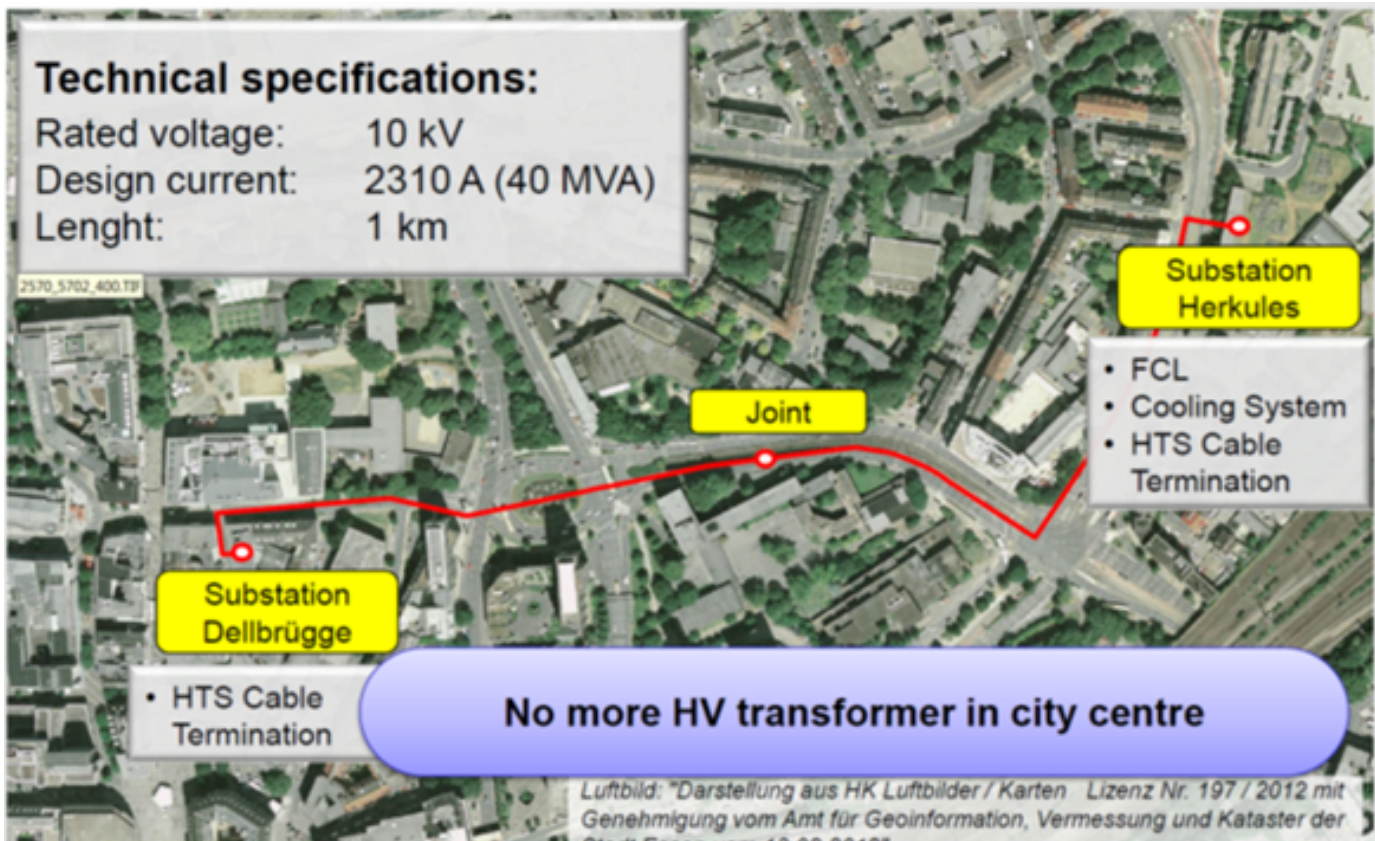 Technical specifications:
Rated voltage: 10 kV
Design current: 2310 A (40 MVA)
Lenght: 1 km
2570_5702_400.TIF
Substation
Herkules
• FCL
• Cooling System
• HTS Cable
Termination
Joint
Substation
Dellbrügge
• HTS Cable
Termination
No more HV transformer in city centre
Luftbild: "Darstellung aus HK Luftbilder / Karten Lizenz Nr. 197 / 2012 mit
Genehmigung vom Amt für Geoinformation, Vermessung und Kataster der